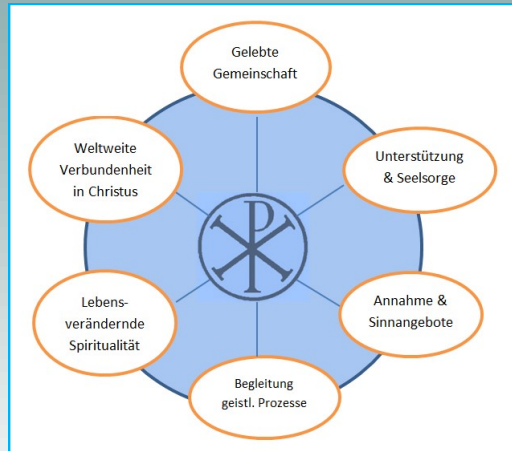 Gelebte
Gemeinschaft
Unterstützung
& Seelsorge
Annahme &
Sinnangebote
Begleitung
geistl. Prozesse
Lebens-
verändernde
Spiritualität
Weltweite
Verbundenheit
in Christus